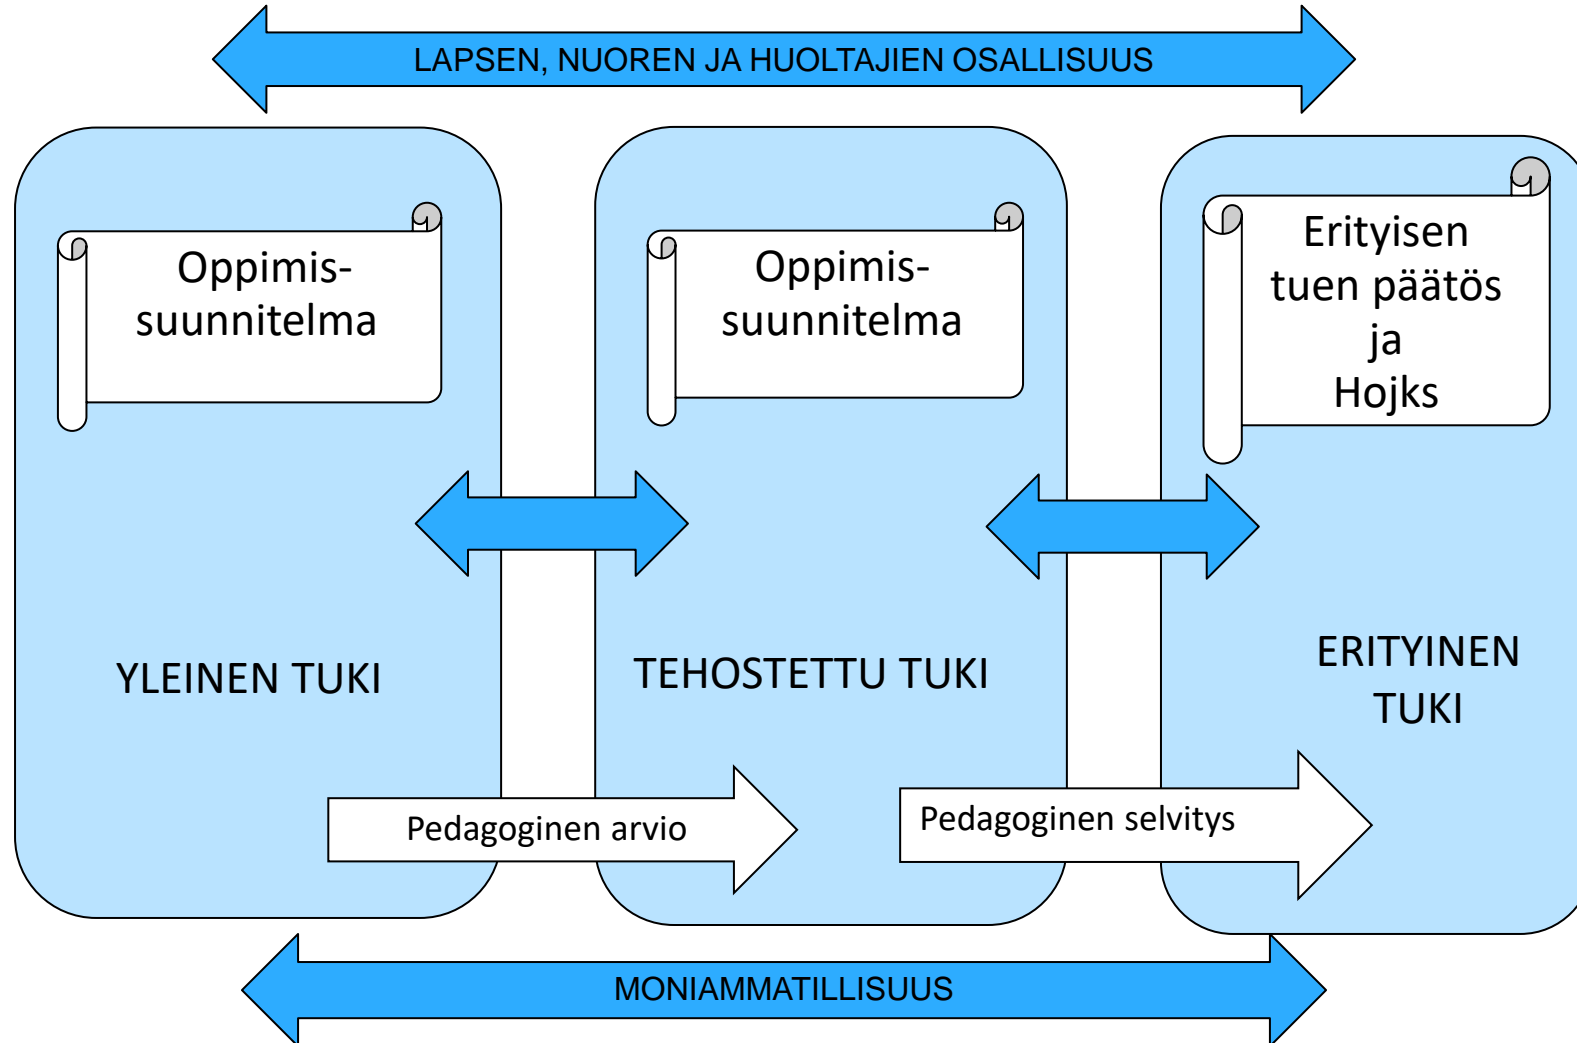 LAPSEN, NUOREN JA HUOLTAJIEN OSALLISUUS
Oppimis-
suunnitelma
Oppimis-
suunnitelma
Erityisen
tuen päätös
ja
Hojks
YLEINEN TUKI
TEHOSTETTU TUKI
ERITYINEN
TUKI
Pedagoginen arvio
Pedagoginen selvitys
MONIAMMATILLISUUS